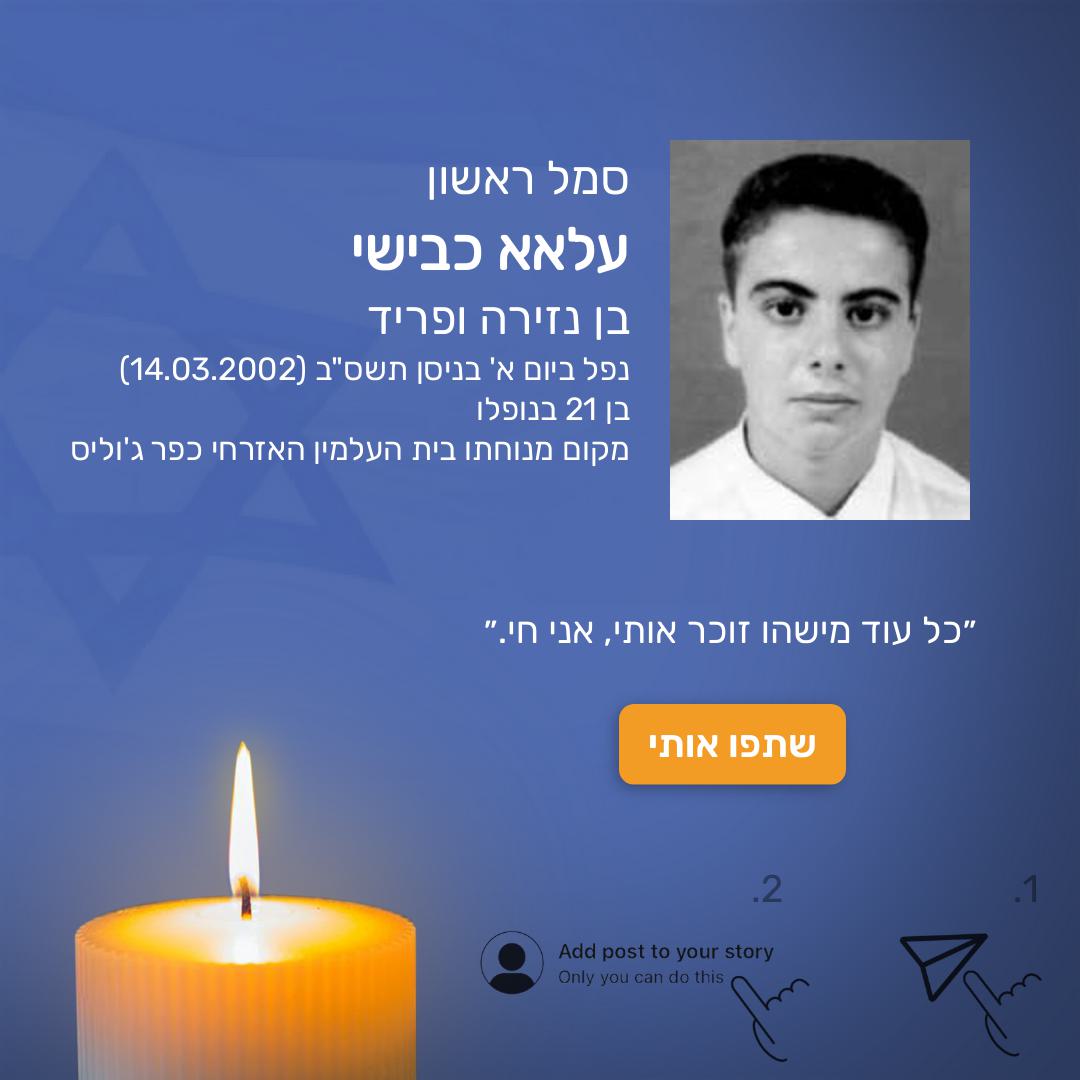 סמל ראשון
עלאא כבישי
בן נזירה ופריד
נפל ביום א' בניסן תשס"ב (14.03.2002)
בן 21 בנופלו
מקום מנוחתו בית העלמין האזרחי כפר ג'וליס
״כל עוד מישהו זוכר אותי, אני חי.״
שתפו אותי
1.
2.
Add post to your story
Only you can do this